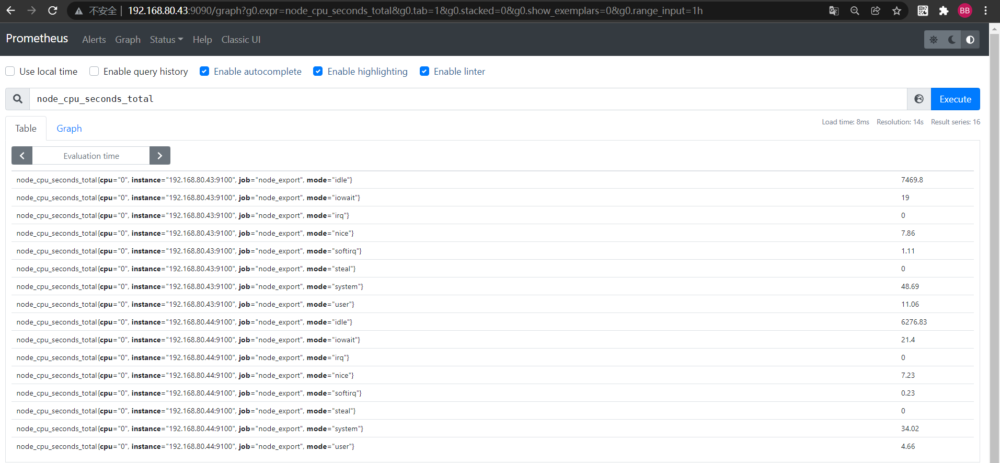 不安全 | 192.168.80.43:9090/graph?g0.expr=node_cpu_seconds_total&g0.tab=1&g0.stacked=0&g0.show_exemplars=0&g0.range_input=1h BB
Prometheus Alerts Graph Status Help Classic UI
Use local time Enable query history Enable autocomplete Enable highlighting Enable linter
node_cpu_seconds_total Execute
Table Graph Load time: 8ms Resolution: 14s Result series: 16
Evaluation time
node_cpu_seconds_total{cpu="0", instance="192.168.80.43:9100", job="node_export", mode="idle"} 7469.8
node_cpu_seconds_total{cpu="0", instance="192.168.80.43:9100", job="node_export", mode="iowait"} 19
node_cpu_seconds_total{cpu="0", instance="192.168.80.43:9100", job="node_export", mode="irq"} 0
node_cpu_seconds_total{cpu="0", instance="192.168.80.43:9100", job="node_export", mode="nice"} 7.86
node_cpu_seconds_total{cpu="0", instance="192.168.80.43:9100", job="node_export", mode="softirq"} 1.11
node_cpu_seconds_total{cpu="0", instance="192.168.80.43:9100", job="node_export", mode="steal"} 0
node_cpu_seconds_total{cpu="0", instance="192.168.80.43:9100", job="node_export", mode="system"} 48.69
node_cpu_seconds_total{cpu="0", instance="192.168.80.43:9100", job="node_export", mode="user"} 11.06
node_cpu_seconds_total{cpu="0", instance="192.168.80.44:9100", job="node_export", mode="idle"} 6276.83
node_cpu_seconds_total{cpu="0", instance="192.168.80.44:9100", job="node_export", mode="iowait"} 21.4
node_cpu_seconds_total{cpu="0", instance="192.168.80.44:9100", job="node_export", mode="irq"} 0
node_cpu_seconds_total{cpu="0", instance="192.168.80.44:9100", job="node_export", mode="nice"} 7.23
node_cpu_seconds_total{cpu="0", instance="192.168.80.44:9100", job="node_export", mode="softirq"} 0.23
node_cpu_seconds_total{cpu="0", instance="192.168.80.44:9100", job="node_export", mode="steal"} 0
node_cpu_seconds_total{cpu="0", instance="192.168.80.44:9100", job="node_export", mode="system"} 34.02
node_cpu_seconds_total{cpu="0", instance="192.168.80.44:9100", job="node_export", mode="user"} 4.66